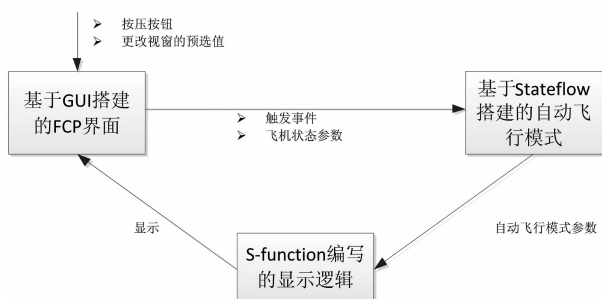 ➢ 按压按钮
➢ 更改视窗的预选值
基于GUI搭建
的FCP界面
➢ 触发事件
➢ 飞机状态参数
基于Stateflow
搭建的自动飞
行模式
显示
自动飞行模式参数
S-function编写
的显示逻辑